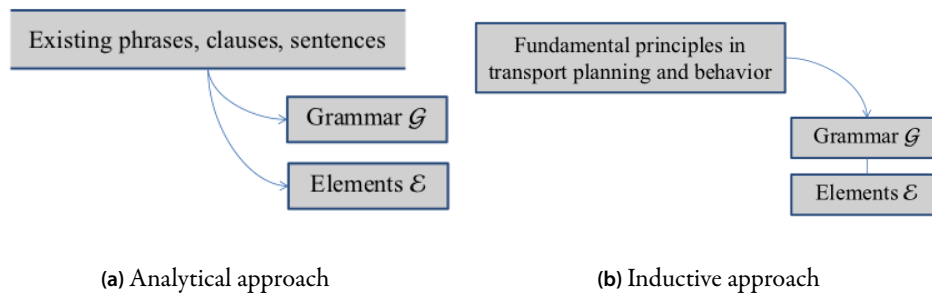 Existing phrases, clauses, sentences
Grammar 𝒢
Elements ℰ
(a) Analytical approach
Fundamental principles in
transport planning and behavior
Grammar 𝒢
Elements ℰ
(b) Inductive approach